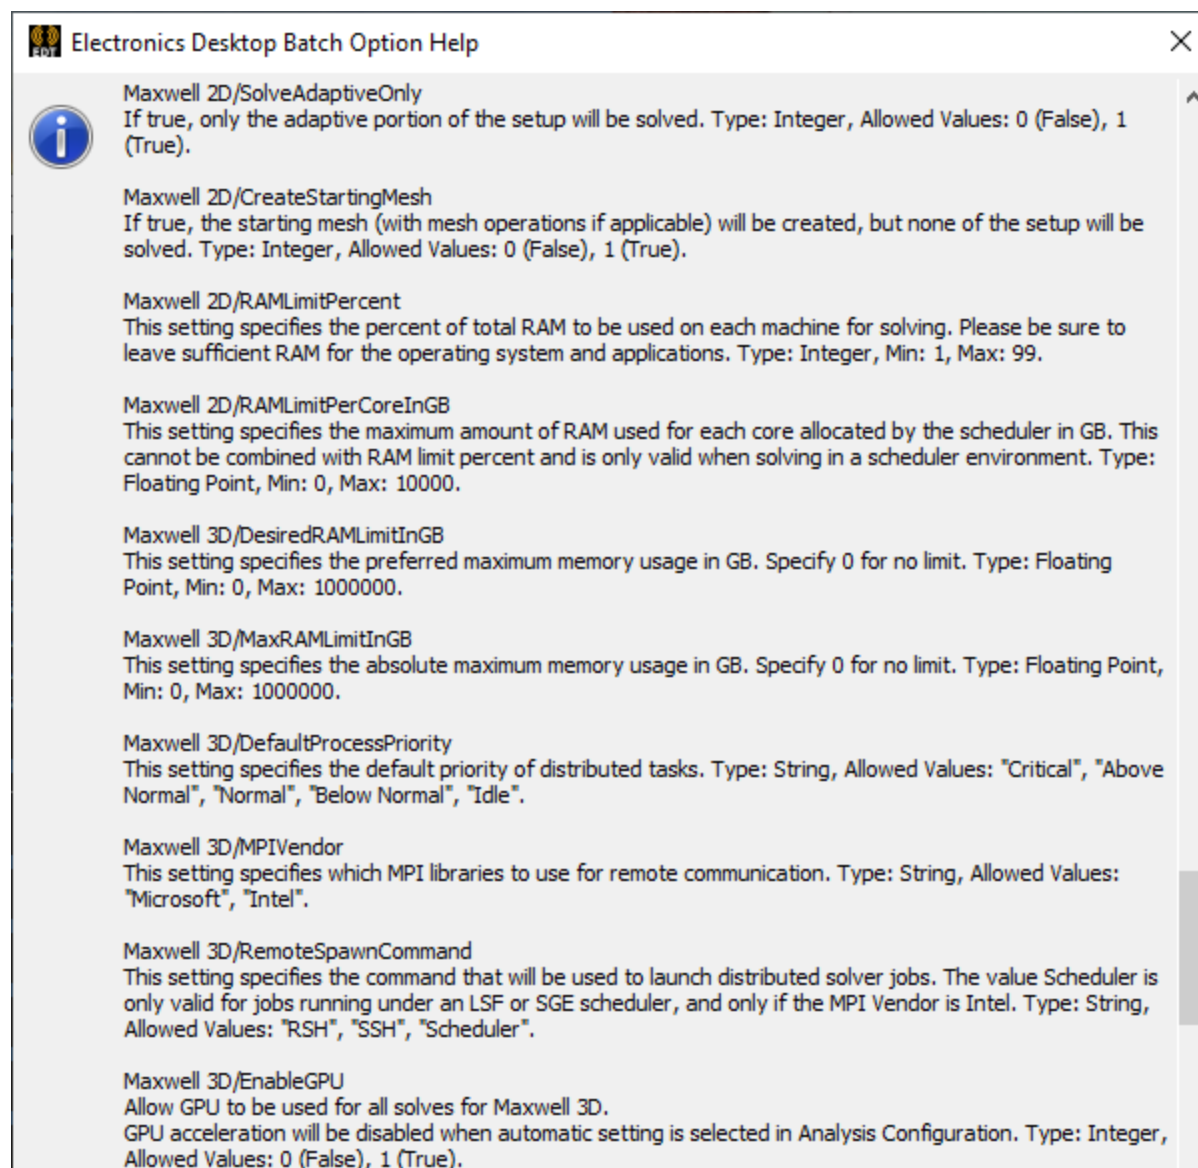 EDT
Electronics Desktop Batch Option Help
Maxwell 2D/SolveAdaptiveOnly
If true, only the adaptive portion of the setup will be solved. Type: Integer, Allowed Values: 0 (False), 1
(True).
Maxwell 2D/CreateStartingMesh
If true, the starting mesh (with mesh operations if applicable) will be created, but none of the setup will be
solved. Type: Integer, Allowed Values: 0 (False), 1 (True).
Maxwell 2D/RAMLimitPercent
This setting specifies the percent of total RAM to be used on each machine for solving. Please be sure to
leave sufficient RAM for the operating system and applications. Type: Integer, Min: 1, Max: 99.
Maxwell 2D/RAMLimitPerCoreInGB
This setting specifies the maximum amount of RAM used for each core allocated by the scheduler in GB. This
cannot be combined with RAM limit percent and is only valid when solving in a scheduler environment. Type:
Floating Point, Min: 0, Max: 10000.
Maxwell 3D/DesiredRAMLimitInGB
This setting specifies the preferred maximum memory usage in GB. Specify 0 for no limit. Type: Floating
Point, Min: 0, Max: 1000000.
Maxwell 3D/MaxRAMLimitInGB
This setting specifies the absolute maximum memory usage in GB. Specify 0 for no limit. Type: Floating Point,
Min: 0, Max: 1000000.
Maxwell 3D/DefaultProcessPriority
This setting specifies the default priority of distributed tasks. Type: String, Allowed Values: "Critical", "Above
Normal", "Normal", "Below Normal", "Idle".
Maxwell 3D/MPIVendor
This setting specifies which MPI libraries to use for remote communication. Type: String, Allowed Values:
"Microsoft", "Intel".
Maxwell 3D/RemoteSpawnCommand
This setting specifies the command that will be used to launch distributed solver jobs. The value Scheduler is
only valid for jobs running under an LSF or SGE scheduler, and only if the MPI Vendor is Intel. Type: String,
Allowed Values: "RSH", "SSH", "Scheduler".
Maxwell 3D/EnableGPU
Allow GPU to be used for all solves for Maxwell 3D.
GPU acceleration will be disabled when automatic setting is selected in Analysis Configuration. Type: Integer,
Allowed Values: 0 (False), 1 (True).